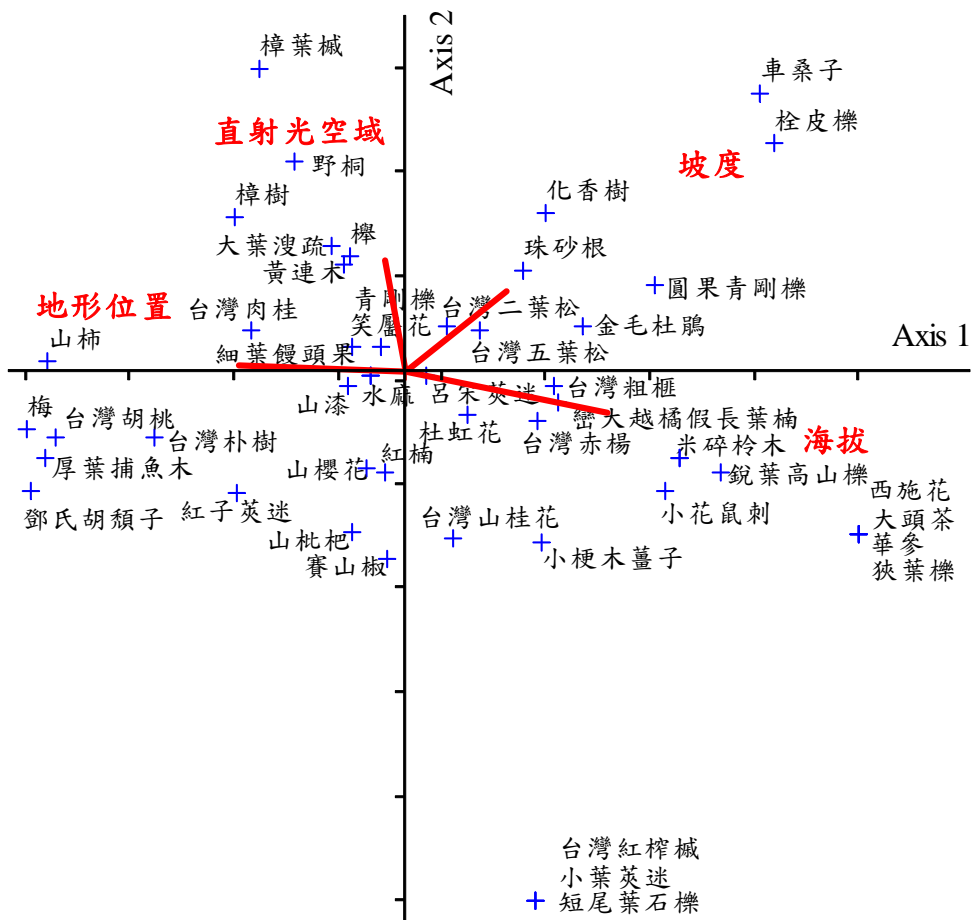 Axis 2
樟葉槭
車桑子
栓皮櫟
直射光空域
野桐
坡度
化香樹
樟樹
櫸
大葉溲疏
珠砂根
黃連木
圓果青剛櫟
地形位置
青剛櫟
台灣肉桂
台灣二葉松
笑靨花
金毛杜鵑
Axis 1
山柿
細葉饅頭果
台灣五葉松
山漆
水麻
呂宋莢迷
台灣粗榧
梅
台灣胡桃
巒大越橘假長葉楠
杜虹花
台灣赤楊
台灣朴樹
米碎柃木
海拔
厚葉捕魚木
山櫻花
紅楠
銳葉高山櫟
鄧氏胡頹子
紅子莢迷
台灣山桂花
小花鼠刺
西施花
大頭茶
華參
狹葉櫟
山枇杷
賽山椒
小梗木薑子
台灣紅榨槭
小葉莢迷
短尾葉石櫟